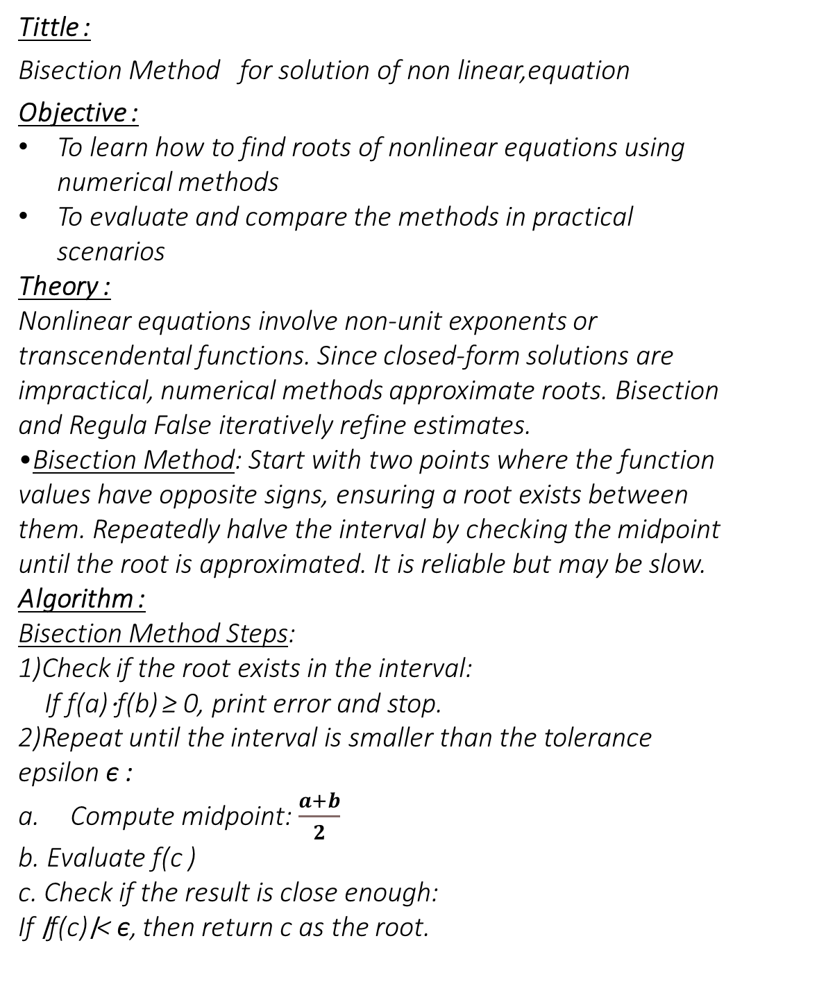 Tittle :
Bisection Method for solution of non linear,equation
Objective :
• To learn how to find roots of nonlinear equations using
numerical methods
• To evaluate and compare the methods in practical
scenarios
Theory :
Nonlinear equations involve non-unit exponents or
transcendental functions. Since closed-form solutions are
impractical, numerical methods approximate roots. Bisection
and Regula False iteratively refine estimates.
•Bisection Method: Start with two points where the function
values have opposite signs, ensuring a root exists between
them. Repeatedly halve the interval by checking the midpoint
until the root is approximated. It is reliable but may be slow.
Algorithm :
Bisection Method Steps:
1)Check if the root exists in the interval:
If f(a)⋅f(b) ≥ 0, print error and stop.
2)Repeat until the interval is smaller than the tolerance
epsilon ϵ :
a. Compute midpoint: a+b/2
b. Evaluate f(c )
c. Check if the result is close enough:
If |f(c)|< ϵ, then return c as the root.